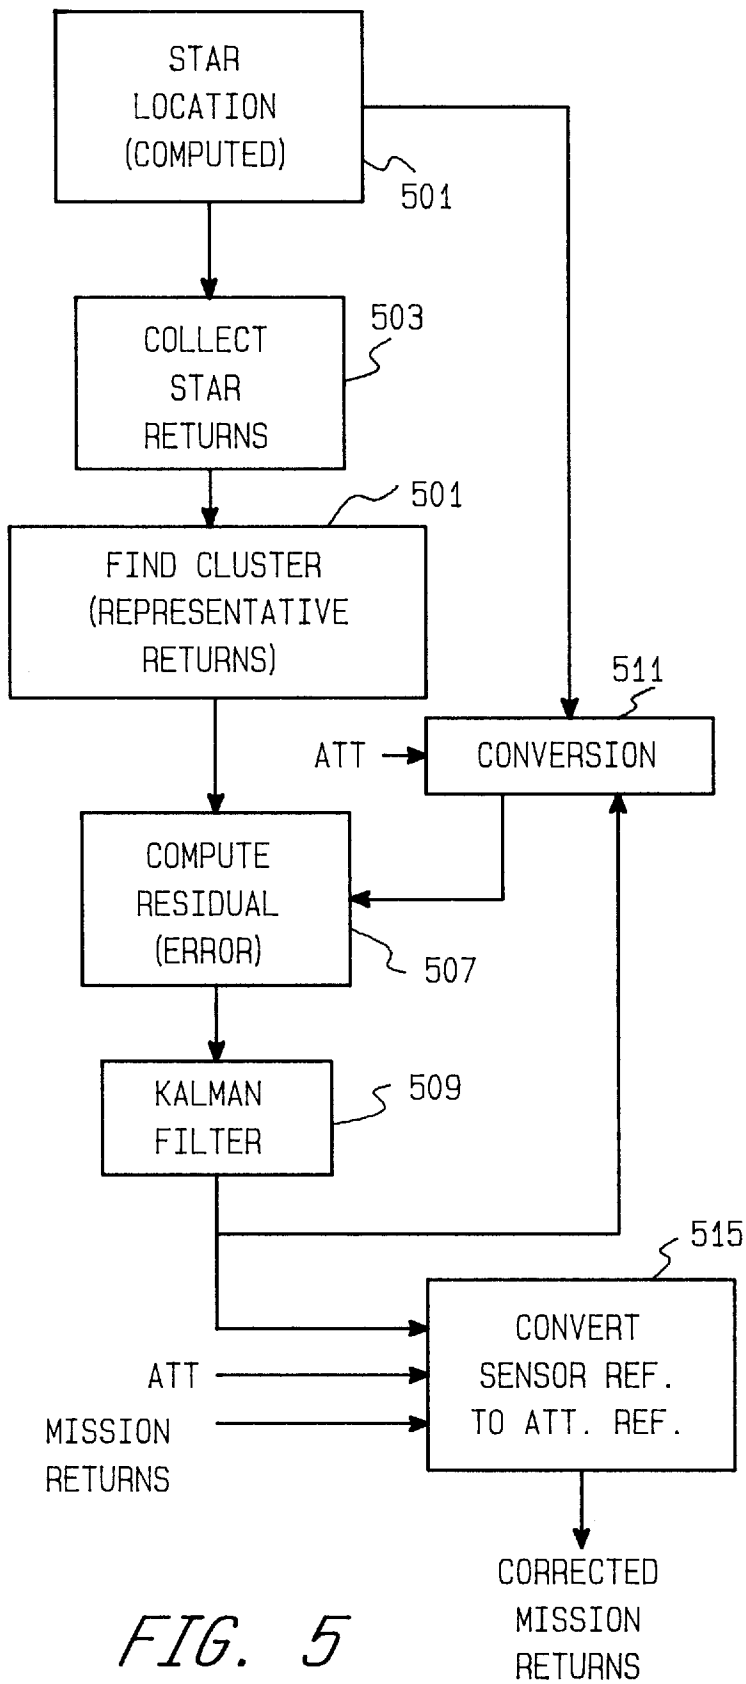 STAR
LOCATION
(COMPUTED)
501
503
COLLECT
STAR
RETURNS
501
FIND CLUSTER
(REPRESENTATIVE
RETURNS)
511
ATT
CONVERSION
COMPUTE
RESIDUAL
(ERROR)
507
KALMAN
FILTER
509
515
CONVERT
SENSOR REF.
TO ATT. REF.
ATT
MISSION
RETURNS
CORRECTED
MISSION
RETURNS
FIG. 5